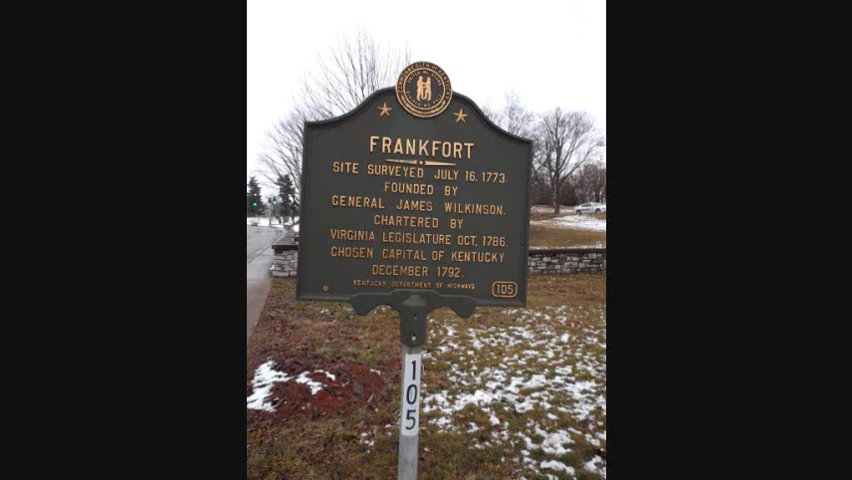 FRANKFORT
SITE SURVEYED JULY 16, 1773.
FOUNDED BY
GENERAL JAMES WILKINSON.
CHARTERED BY
VIRGINIA LEGISLATURE OCT, 1786.
CHOSEN CAPITAL OF KENTUCKY
DECEMBER 1792.
KENTUCKY DEPARTMENT OF HIGHWAYS
105
105